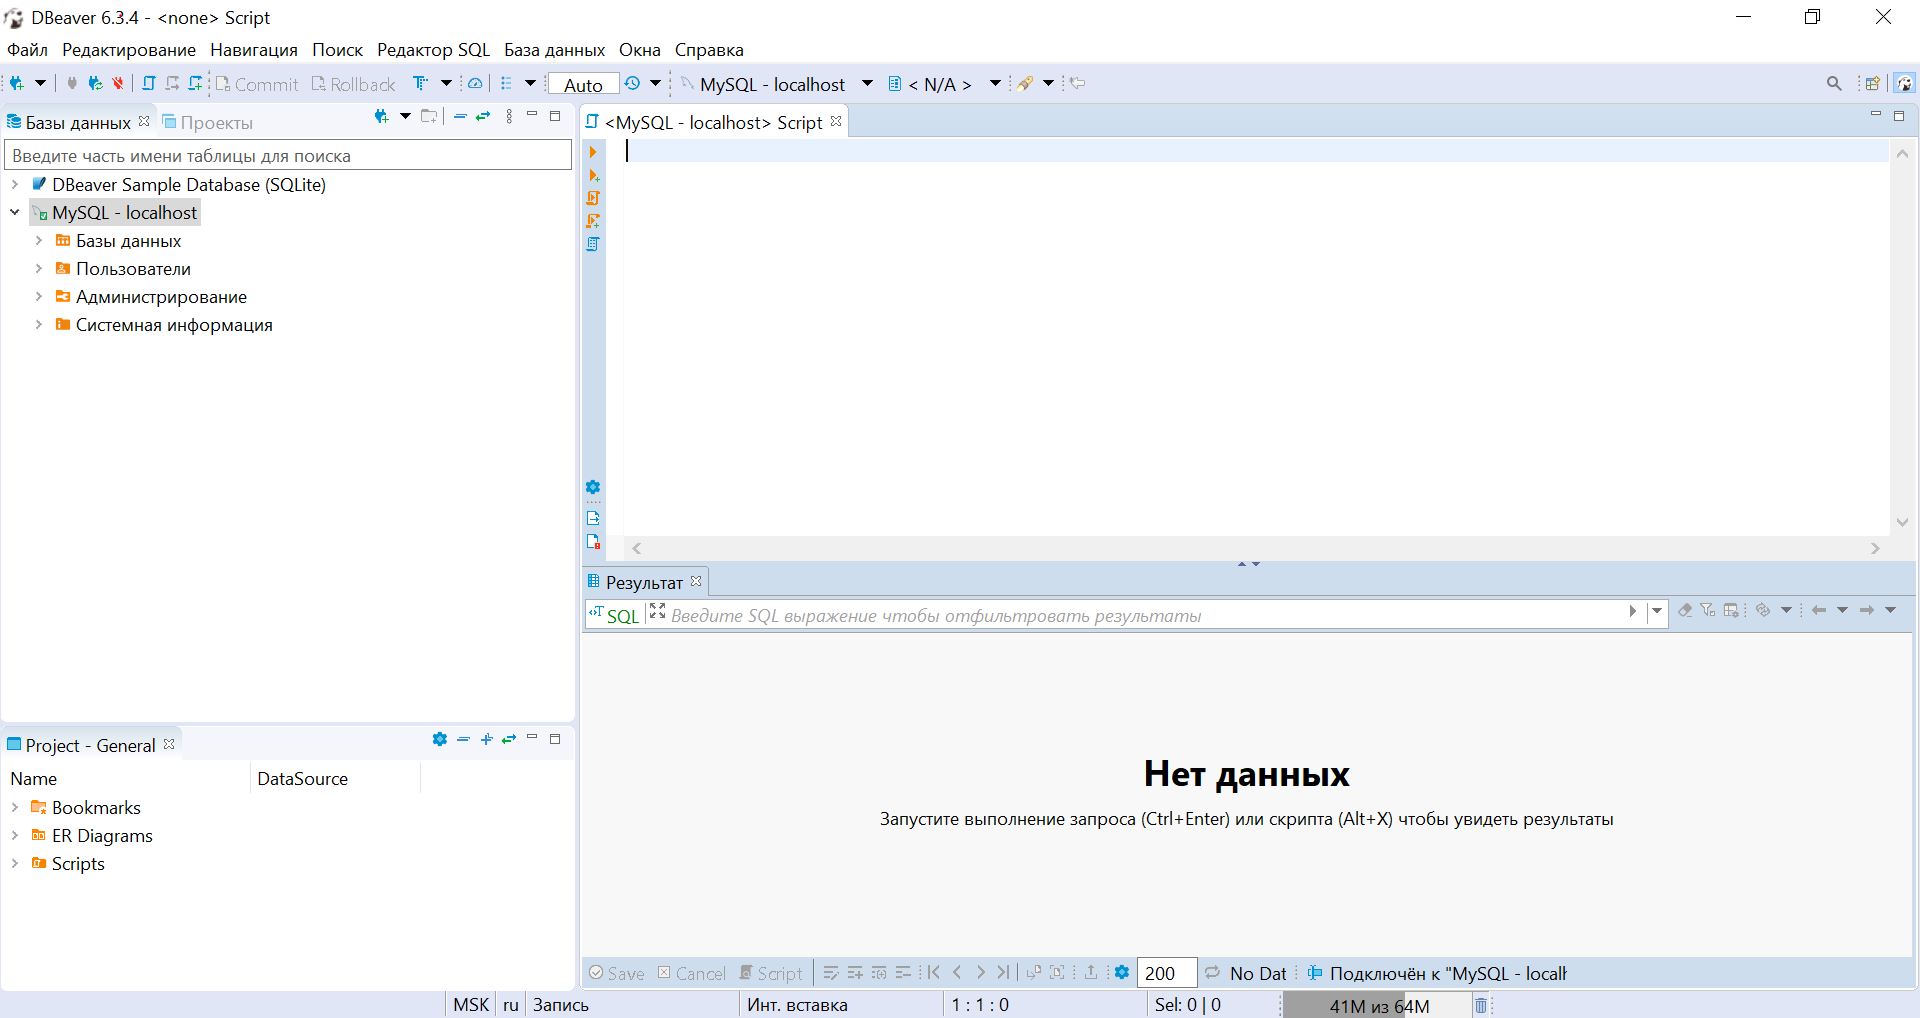 DBeaver 6.3.4 - <none> Script
Файл Редактирование Навигация Поиск Редактор SQL База данных Окна Справка
Commit Rollback Auto MySQL - localhost < N/A >
Базы данных Проекты
Введите часть имени таблицы для поиска
DBeaver Sample Database (SQLite)
MySQL - localhost
Базы данных
Пользователи
Администрирование
Системная информация
Project - General
Name DataSource
Bookmarks
ER Diagrams
Scripts
<MySQL - localhost> Script
Результат
SQL Введите SQL выражение чтобы отфильтровать результаты
Нет данных
Запустите выполнение запроса (Ctrl+Enter) или скрипта (Alt+X) чтобы увидеть результаты
Save Cancel Script 200 No Dat Подключён к "MySQL - localh
MSK ru Запись Инт. вставка 1 : 1 : 0 Sel: 0 | 0 41M из 64M